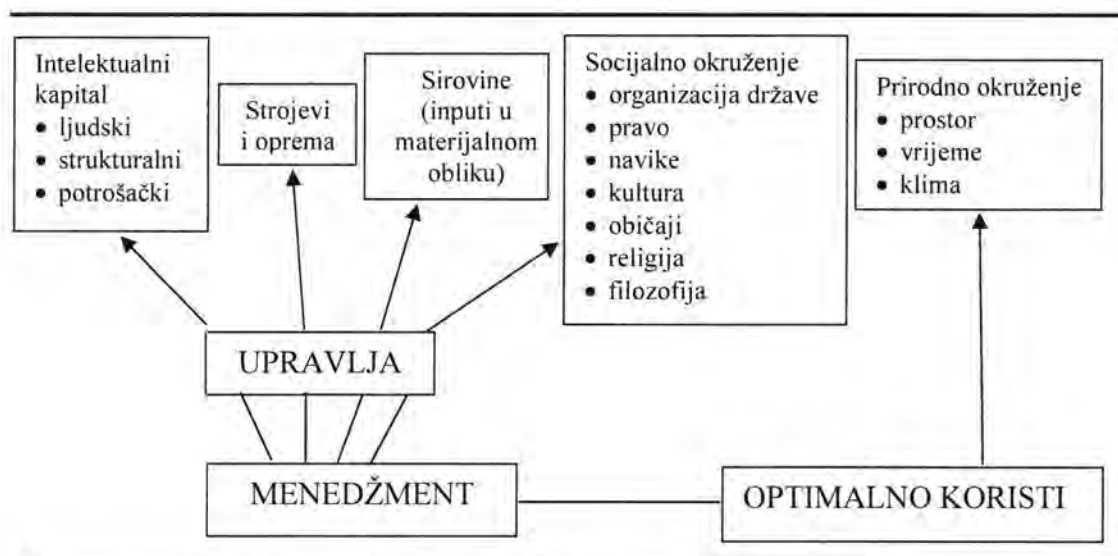 Intelektualni
kapital
• ljudski
• strukturalni
• potrošački
Strojevi
i oprema
Sirovine
(inputi u
materijalnom
obliku)
Socijalno okruženje
• organizacija države
• pravo
• navike
• kultura
• običaji
• religija
• filozofija
Prirodno okruženje
• prostor
• vrijeme
• klima
UPRAVLJA
MENEDŽMENT
OPTIMALNO KORISTI